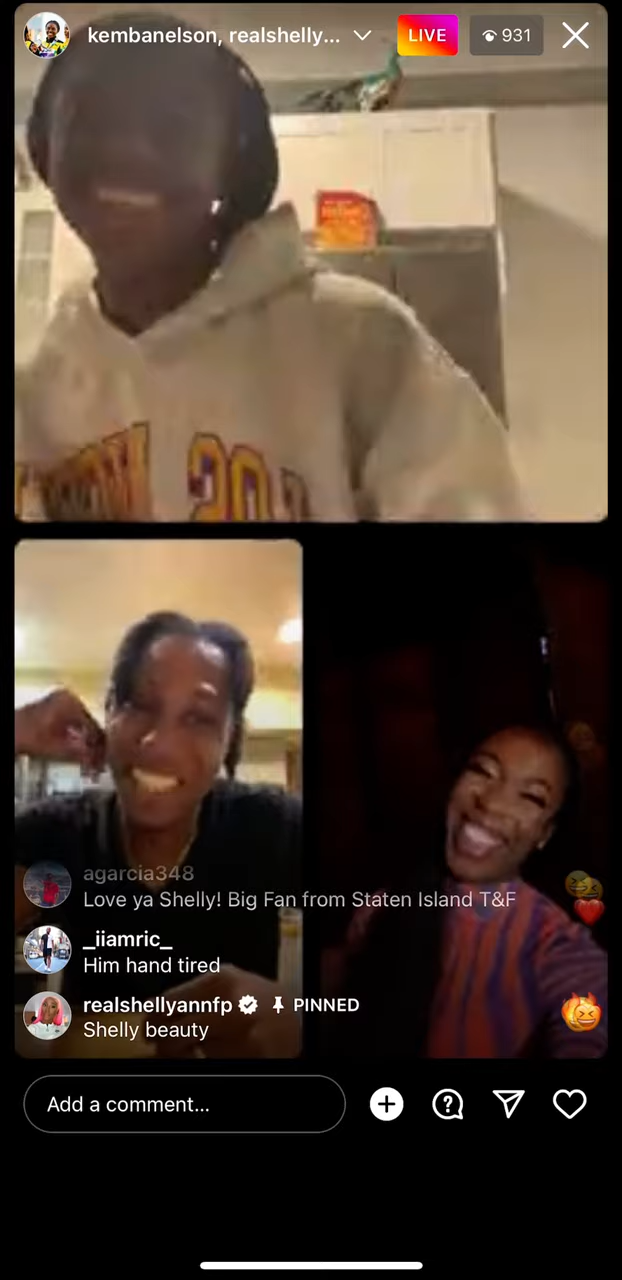 kembanelson, realshelly...
LIVE
931
agarcia348
Love ya Shelly! Big Fan from Staten Island T&F
_iiamric_
Him hand tired
realshellyannfp PINNED
Shelly beauty
Add a comment...